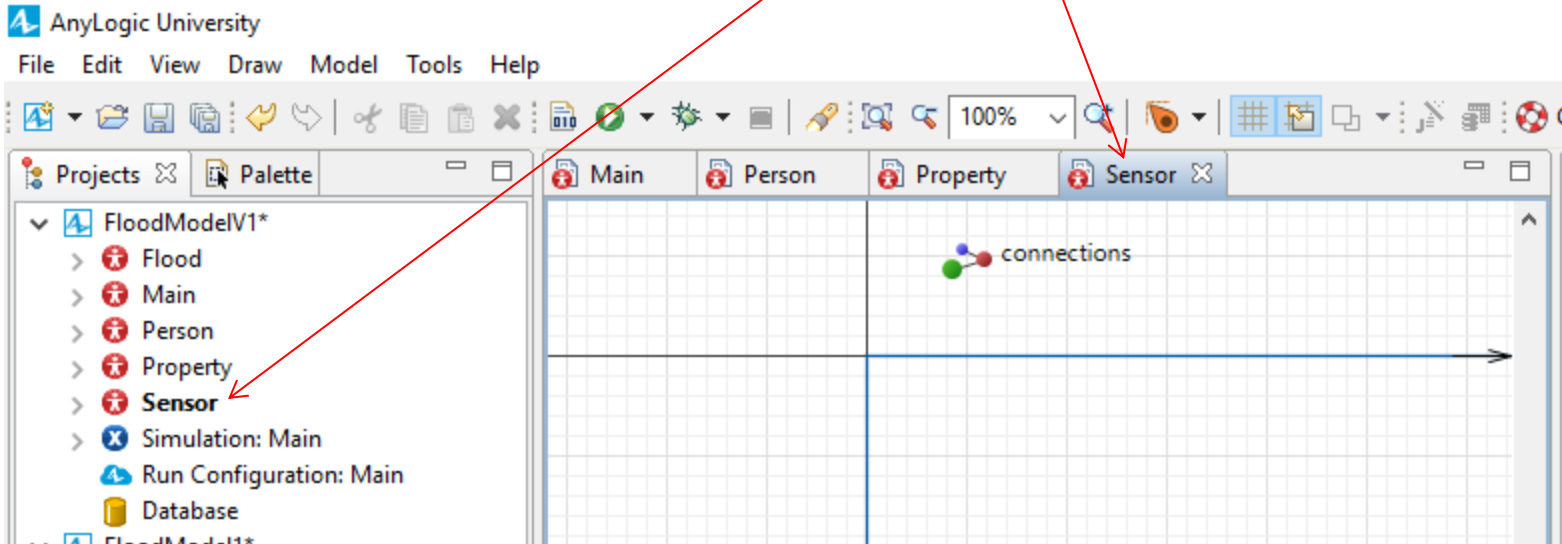 AnyLogic University
File Edit View Draw Model Tools Help
100%
Projects Palette
Main Person Property Sensor
FloodModelV1*
Flood
Main
Person
Property
Sensor
Simulation: Main
Run Configuration: Main
Database
FloodModel1*
connections